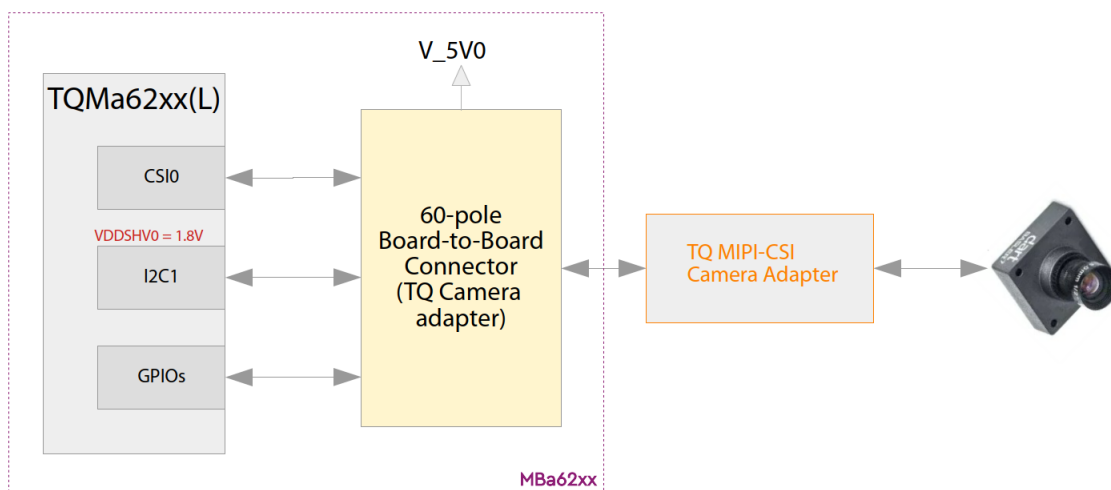 V_5V0
TQMa62xx(L)
CSI0
VDDSHV0 = 1.8V
I2C1
GPIOs
60-pole
Board-to-Board
Connector
(TQ Camera
adapter)
TQ MIPI-CSI
Camera Adapter
dart
MBa62xx